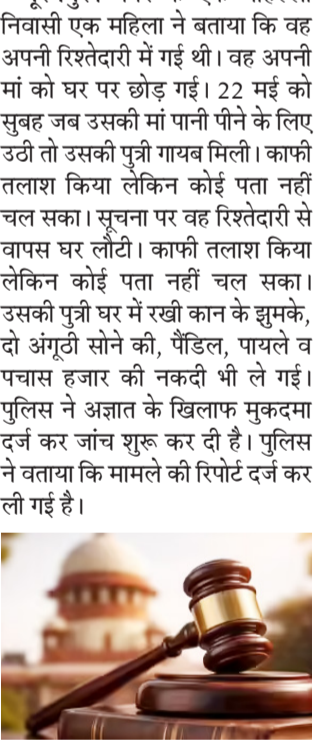 निवासी एक महिला ने बताया कि वह
अपनी रिश्तेदारी में गई थी। वह अपनी
मां को घर पर छोड़ गई। 22 मई को
सुबह जब उसकी मां पानी पीने के लिए
उठी तो उसकी पुत्री गायब मिली। काफी
तलाश किया लेकिन कोई पता नहीं
चल सका। सूचना पर वह रिश्तेदारी से
वापस घर लौटी। काफी तलाश किया
लेकिन कोई पता नहीं चल सका।
उसकी पुत्री घर में रखी कान के झुमके,
दो अंगूठी सोने की, पैंडिल, पायले व
पचास हजार की नकदी भी ले गई।
पुलिस ने अज्ञात के खिलाफ मुकदमा
दर्ज कर जांच शुरू कर दी है। पुलिस
ने वताया कि मामले की रिपोर्ट दर्ज कर
ली गई है।